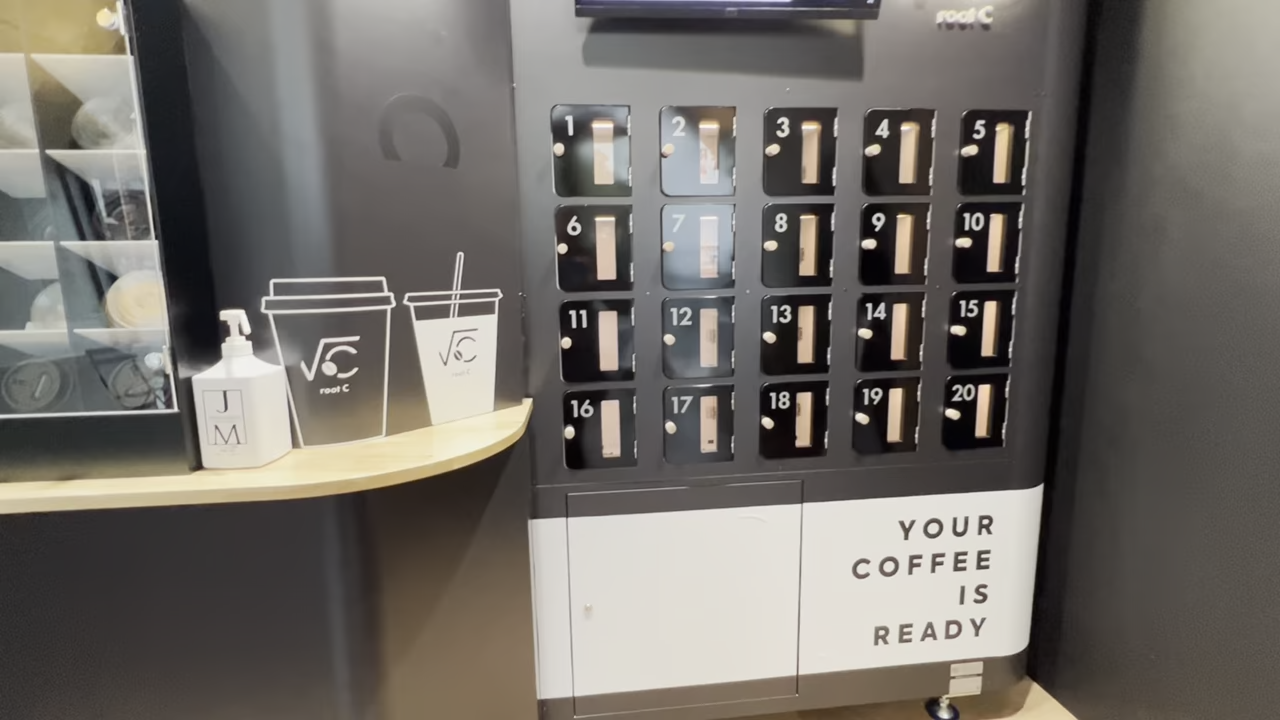 root C
1 2 3 4 5
6 7 8 9 10
11 12 13 14 15
16 17 18 19 20
√C
root C
√C
root C
J
M
YOUR
COFFEE
IS
READY